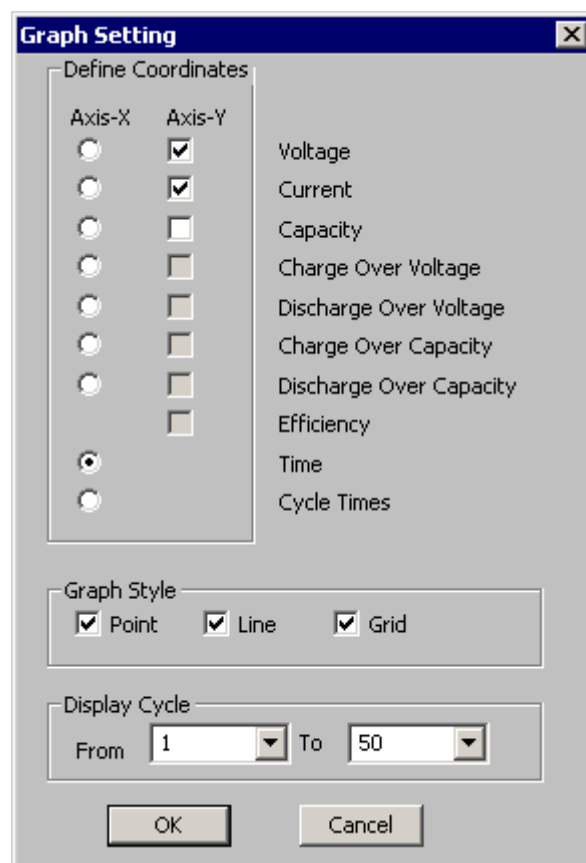 Graph Setting
Define Coordinates
Axis-X Axis-Y
Voltage
Current
Capacity
Charge Over Voltage
Discharge Over Voltage
Charge Over Capacity
Discharge Over Capacity
Efficiency
Time
Cycle Times
Graph Style
Point Line Grid
Display Cycle
From 1 To 50
OK Cancel